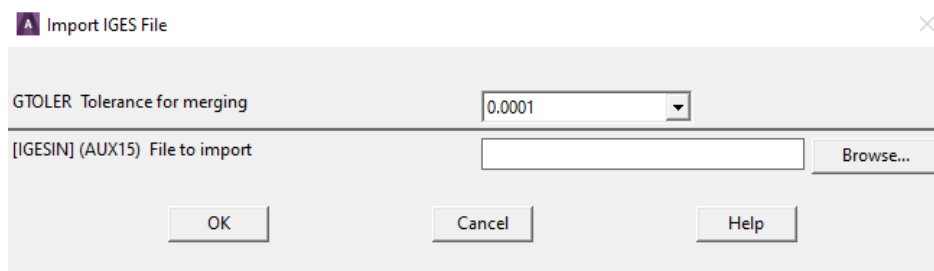 A Import IGES File
GTOLER Tolerance for merging 0.0001
[IGESIN] (AUX15) File to import Browse...
OK Cancel Help